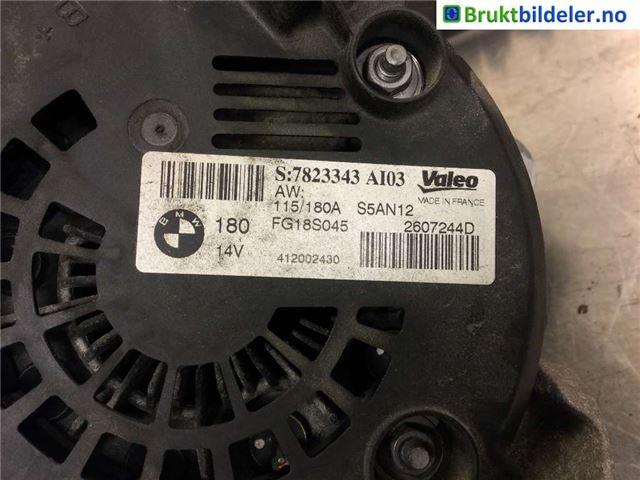 Bruktbildeler.no
S:7823343 AI03 Valeo
AW: MADE IN FRANCE
115/180A S5AN12
BMW 180 FG18S045 2607244D
14V 412002430
B+